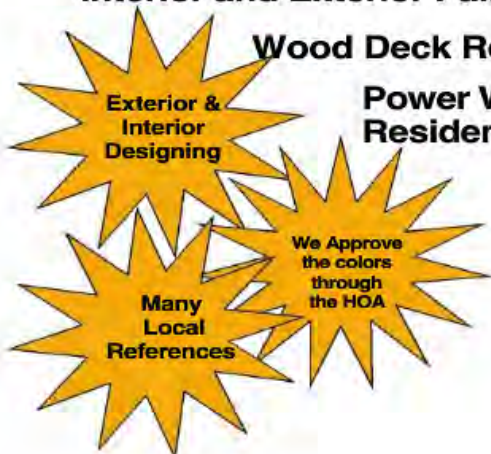 Wood Deck
Power
Exterior &
Interior
Designing
We Approve
the colors
through
the HOA
Many
Local
References